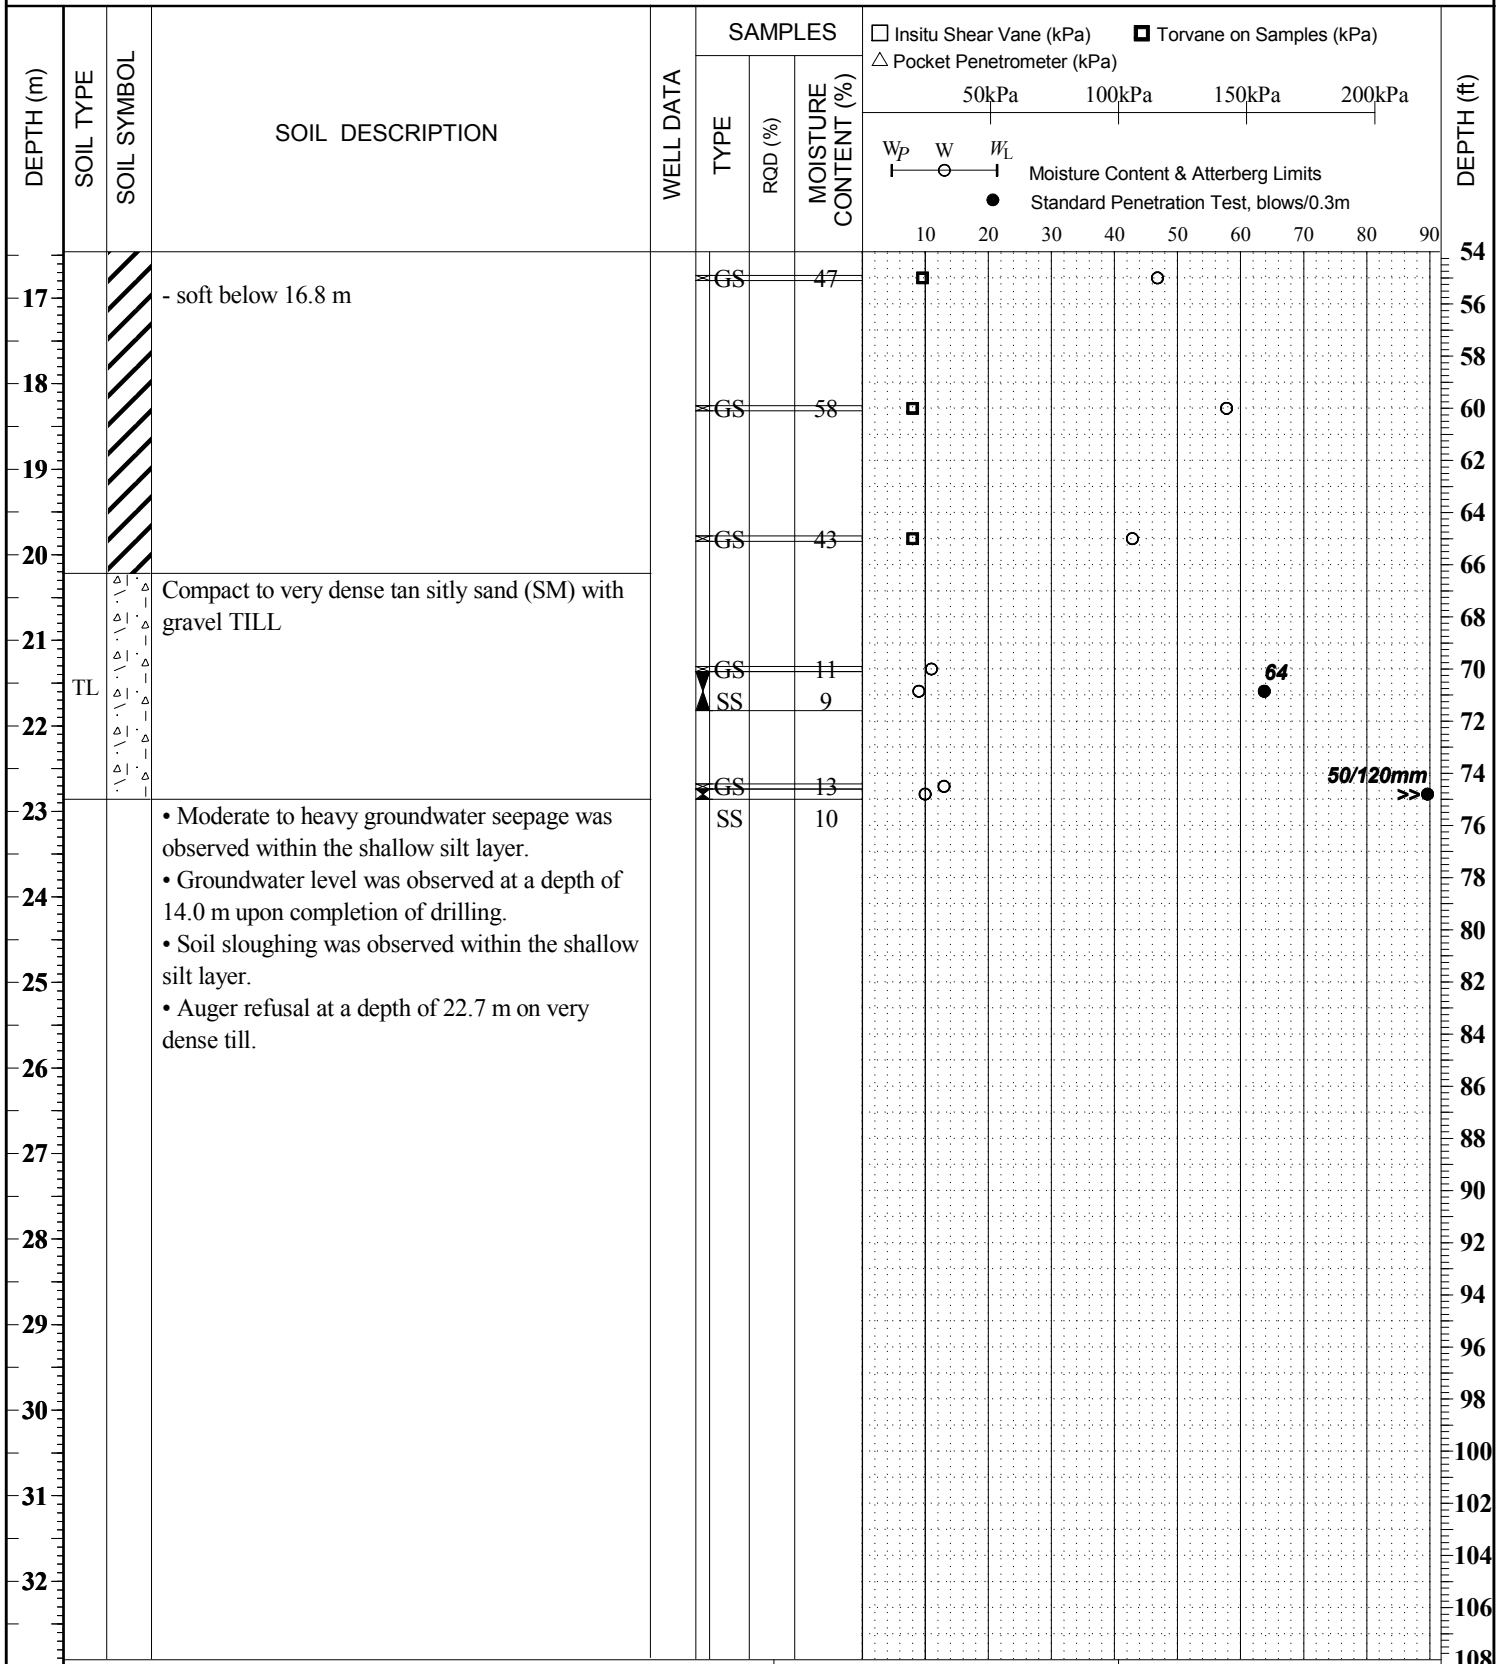 SAMPLES
□ Insitu Shear Vane (kPa) □ Torvane on Samples (kPa)
△ Pocket Penetrometer (kPa)
50kPa 100kPa 150kPa 200kPa
DEPTH (m)
SOIL TYPE
SOIL SYMBOL
SOIL DESCRIPTION
WELL DATA
TYPE
RQD (%)
MOISTURE
CONTENT (%)
DEPTH (ft)
WP W WL
Moisture Content & Atterberg Limits
● Standard Penetration Test, blows/0.3m
10 20 30 40 50 60 70 80 90
54
GS 47
17
- soft below 16.8 m
56
58
18
GS 58
60
19
62
64
GS 43
20
66
Compact to very dense tan sitly sand (SM) with
gravel TILL
68
21
GS 11
70
64
TL
SS 9
72
22
74
50/120mm
GS 13
>>
23
SS 10
76
• Moderate to heavy groundwater seepage was
observed within the shallow silt layer.
• Groundwater level was observed at a depth of
14.0 m upon completion of drilling.
• Soil sloughing was observed within the shallow
silt layer.
• Auger refusal at a depth of 22.7 m on very
dense till.
78
24
80
25
82
84
26
86
27
88
90
28
92
94
29
96
30
98
100
31
102
104
32
106
108